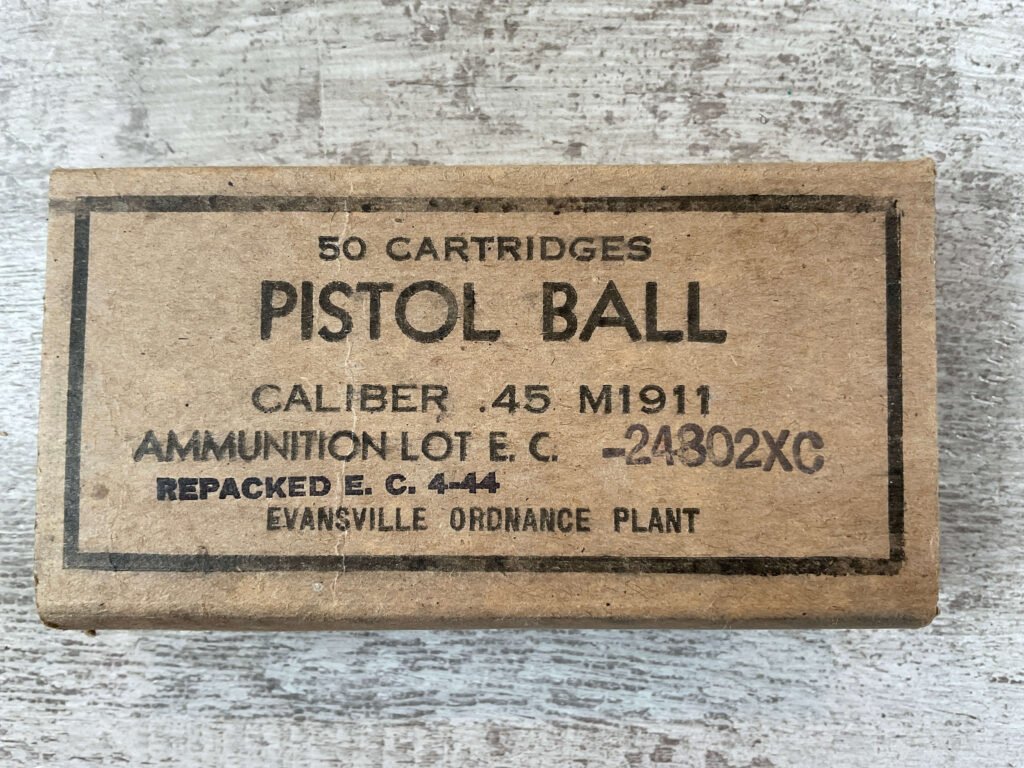 50 CARTRIDGES
PISTOL BALL
CALIBER .45 M1911
AMMUNITION LOT E. C. -24802XC
REPACKED E. C. 4-44
EVANSVILLE ORDNANCE PLANT